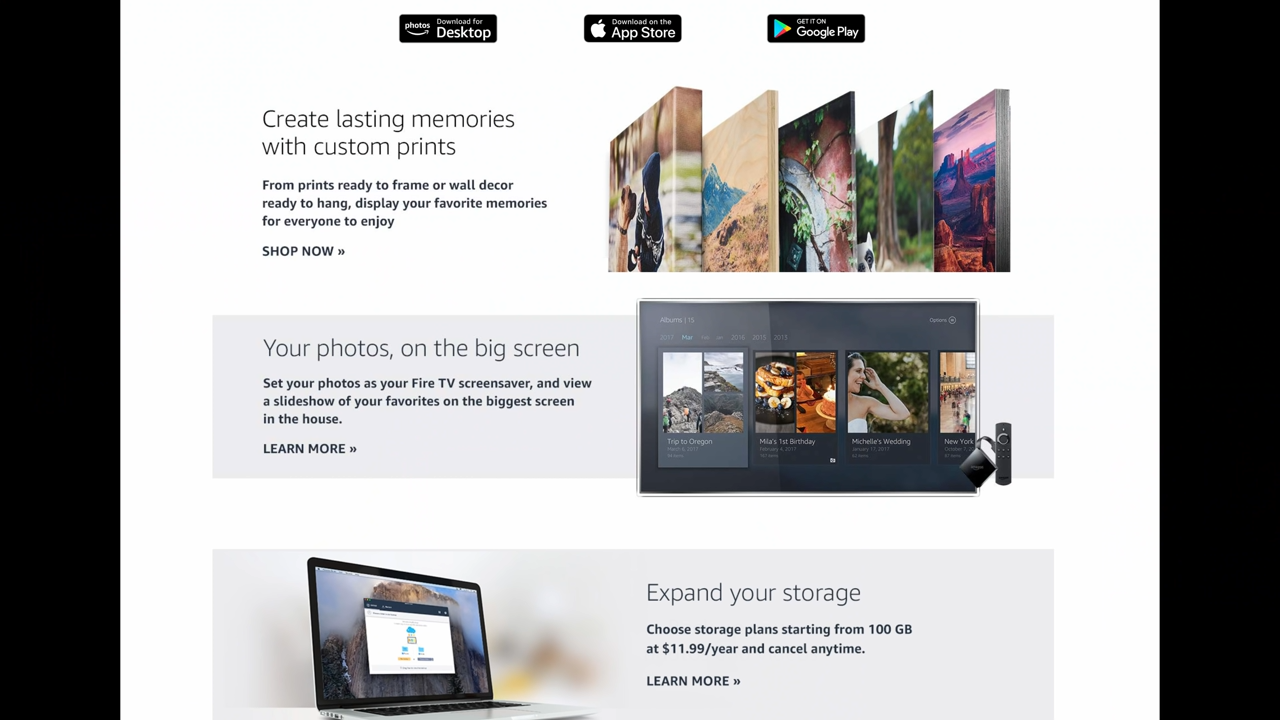 photos
Download for
Desktop
Download on the
App Store
GET IT ON
Google Play
Create lasting memories
with custom prints
From prints ready to frame or wall decor
ready to hang, display your favorite memories
for everyone to enjoy
SHOP NOW »
Your photos, on the big screen
Set your photos as your Fire TV screensaver, and view
a slideshow of your favorites on the biggest screen
in the house.
LEARN MORE »
Albums | 15
Options
2017 Mar 2016 2015 2013
Trip to Oregon
Mila's 1st Birthday
Michelle's Wedding
New York
Expand your storage
Choose storage plans starting from 100 GB
at $11.99/year and cancel anytime.
LEARN MORE »